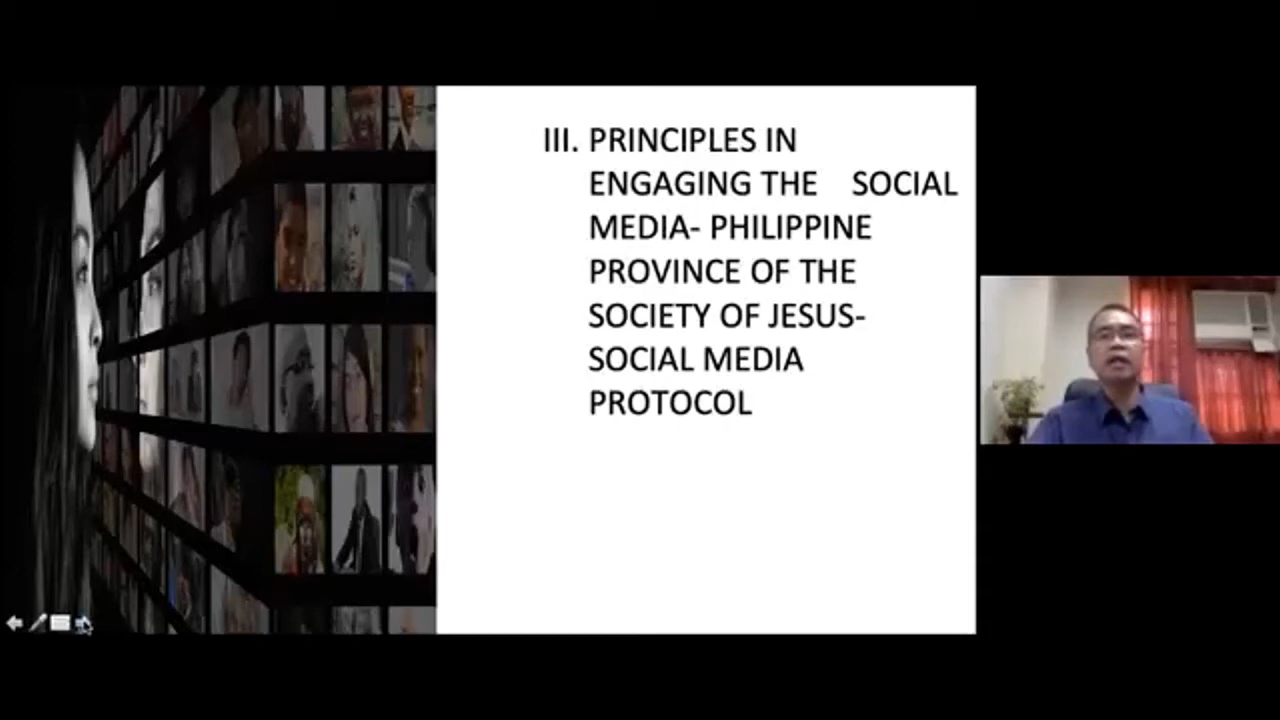 III. PRINCIPLES IN
ENGAGING THE SOCIAL
MEDIA- PHILIPPINE
PROVINCE OF THE
SOCIETY OF JESUS-
SOCIAL MEDIA
PROTOCOL